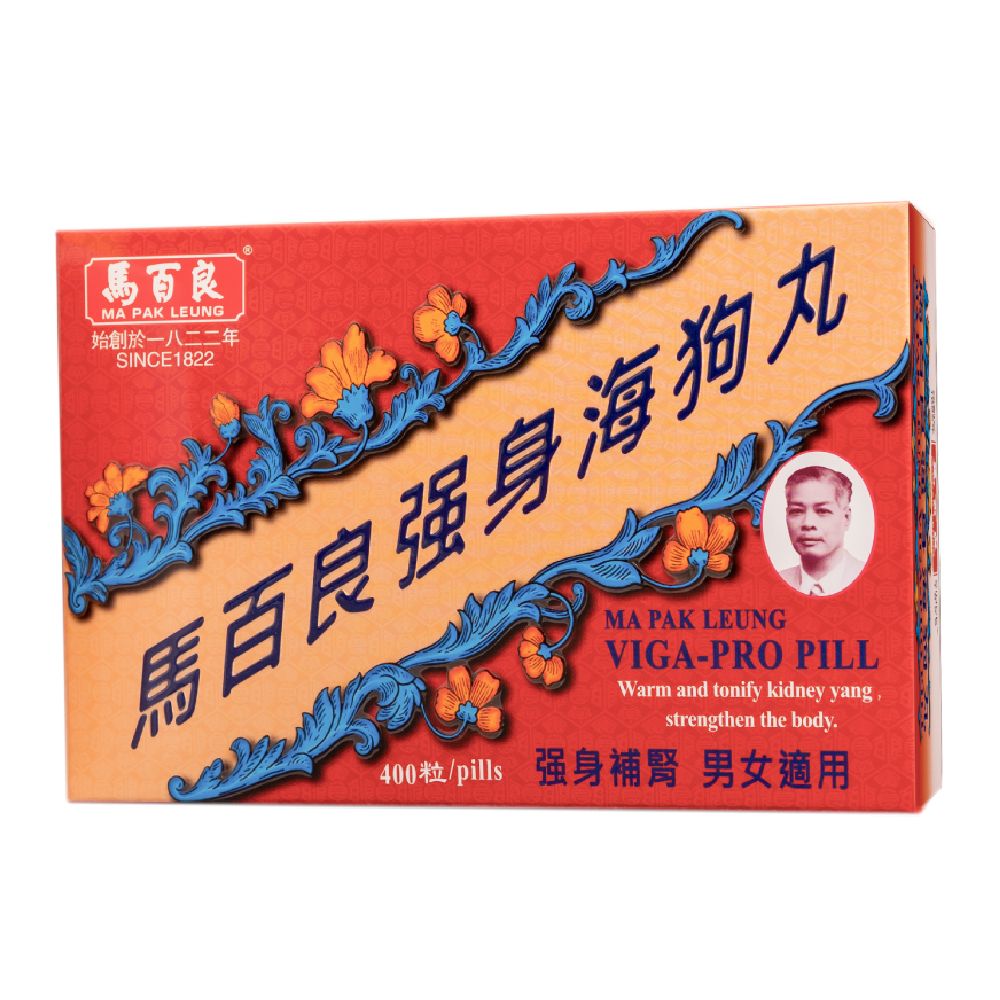 馬百良
MA PAK LEUNG
始創於一八二二年
SINCE1822
馬百良强身海狗丸
MA PAK LEUNG
VIGA-PRO PILL
Warm and tonify kidney yang,
strengthen the body.
400粒/pills
强身補腎 男女適用